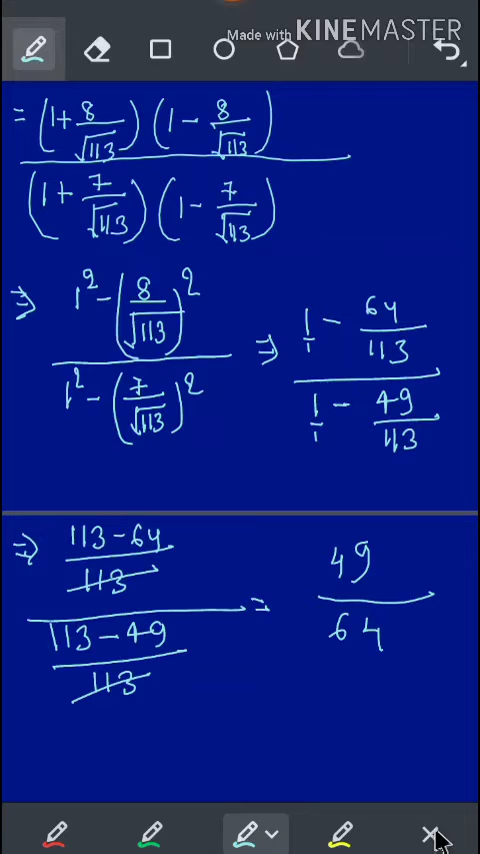 Made with KINEMASTER
= (1+8/√113) (1 − 8/√113)
(1 + 7/√113) (1 − 7/√113)
⇒ 1² − (8/√113)²
1² − (7/√113)²
⇒ 1/1 − 64/113
1/1 − 49/113
⇒ 113 − 64
113
113 − 49
113
= 49
64